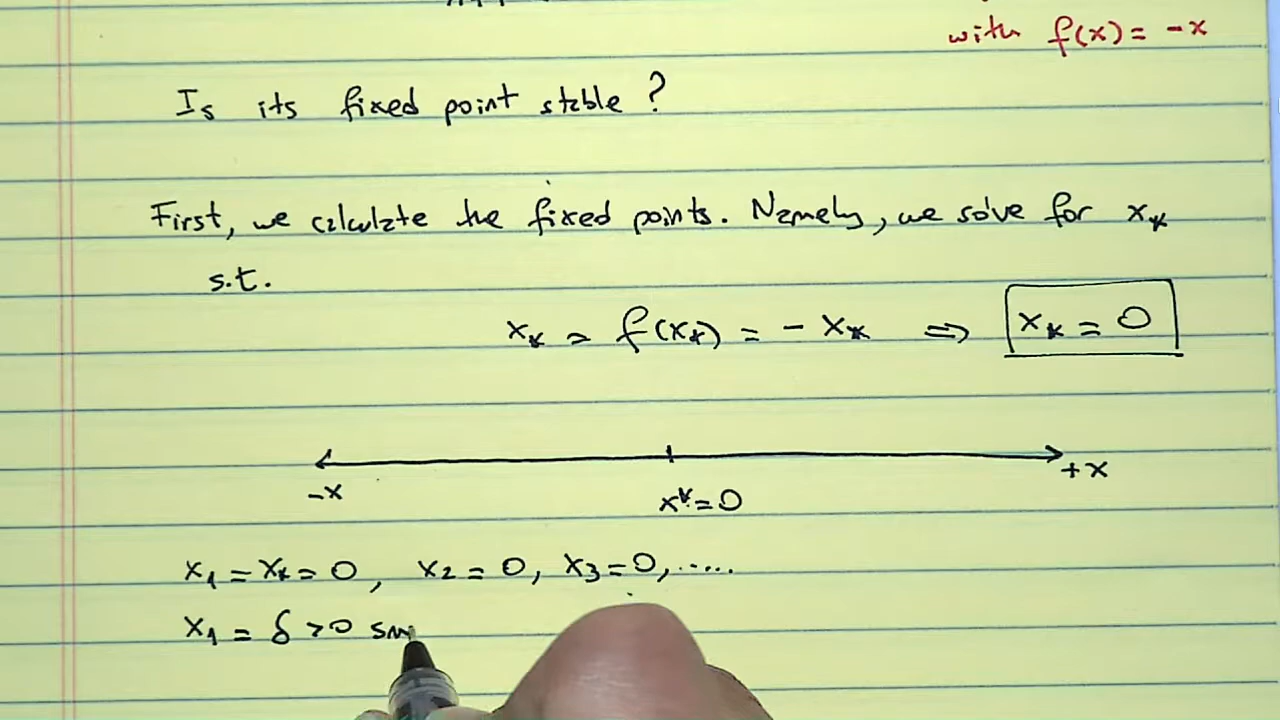 with f(x) = -x
Is its fixed point stable?
First, we calculate the fixed points. Namely, we solve for x*
s.t.
x* = f(x*) = - x* ⇒ x* = 0
-x +x
x* = 0
x1 = x* = 0, x2 = 0, x3 = 0, .....
x1 = δ > 0 sm